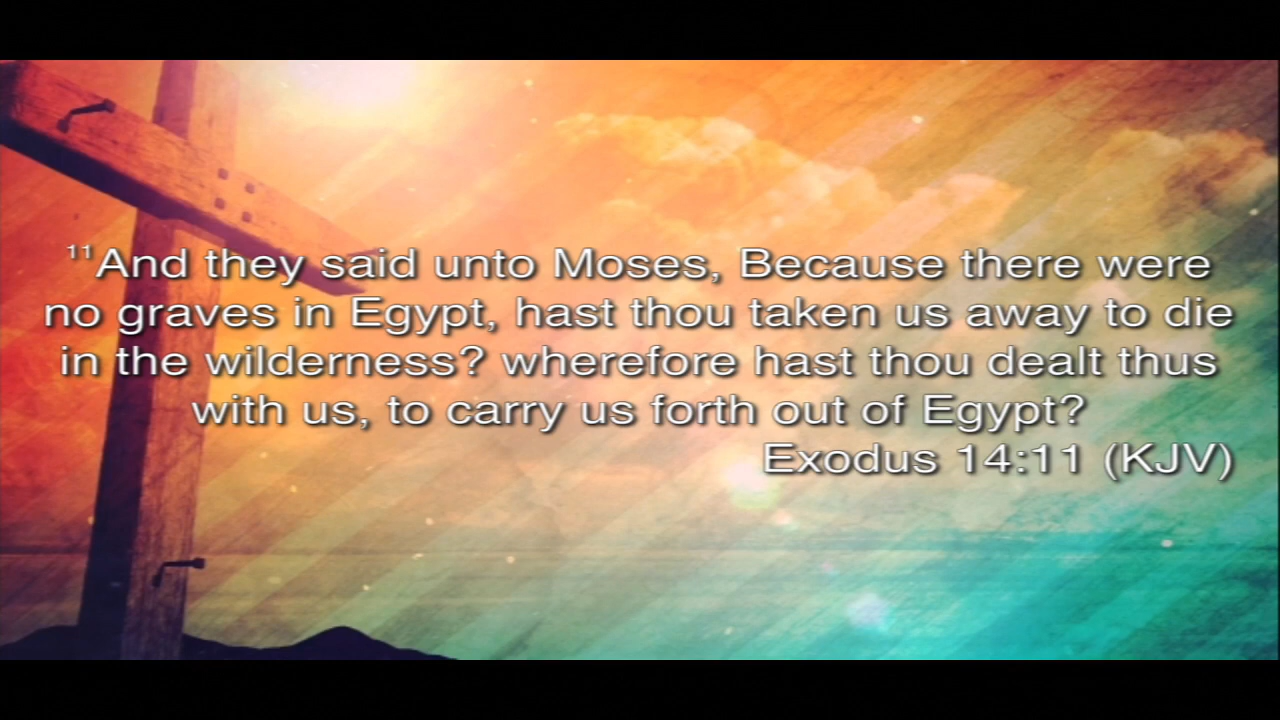 ¹¹And they said unto Moses, Because there were
no graves in Egypt, hast thou taken us away to die
in the wilderness? wherefore hast thou dealt thus
with us, to carry us forth out of Egypt?
Exodus 14:11 (KJV)